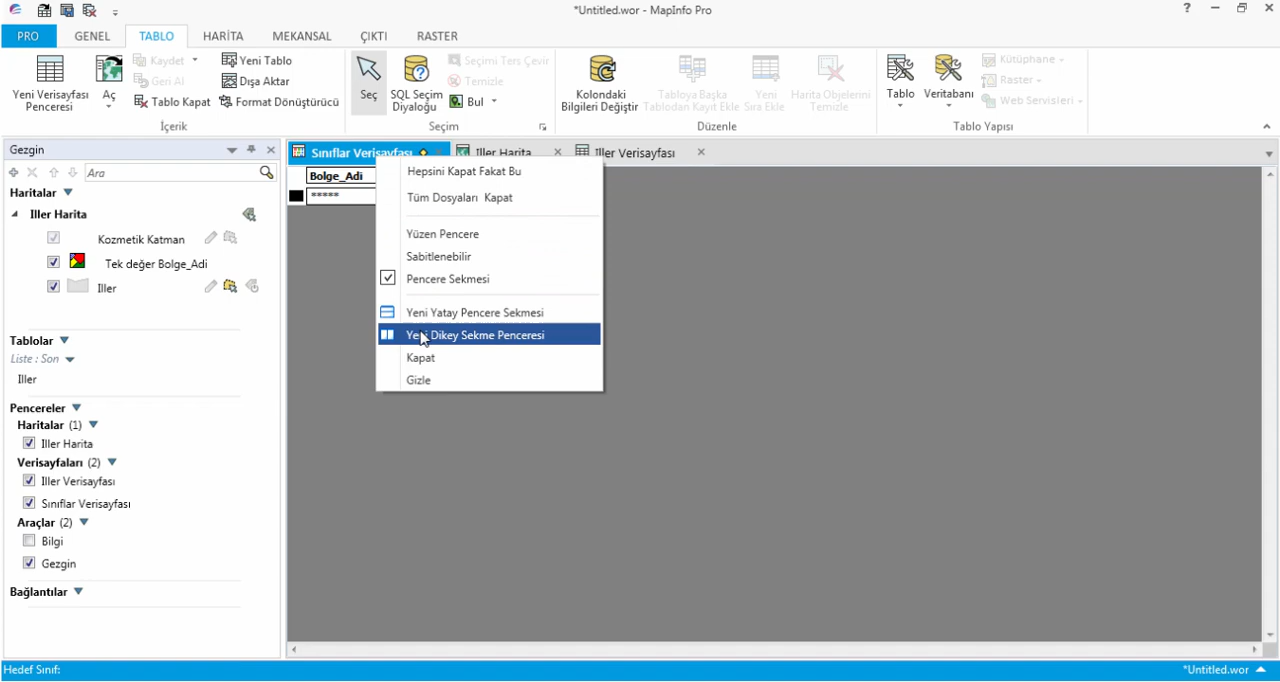 *Untitled.wor - MapInfo Pro
PRO GENEL TABLO HARİTA MEKANSAL ÇIKTI RASTER
Yeni Verisayfası Penceresi
Aç
Kaydet
Geri Al
Tablo Kapat
Yeni Tablo
Dışa Aktar
Format Dönüştürücü
İçerik
Seç
SQL Seçim Diyaloğu
Seçimi Ters Çevir
Temizle
Bul
Seçim
Kolondaki Bilgileri Değiştir
Tabloya Başka Tablodan Kayıt Ekle
Yeni Sıra Ekle
Harita Objelerini Temizle
Düzenle
Tablo
Veritabanı
Kütüphane
Raster
Web Servisleri
Tablo Yapısı
Gezgin
Ara
Haritalar
Iller Harita
Kozmetik Katman
Tek değer Bolge_Adi
Iller
Tablolar
Liste : Son
Iller
Pencereler
Haritalar (1)
Iller Harita
Verisayfaları (2)
Iller Verisayfası
Sınıflar Verisayfası
Araçlar (2)
Bilgi
Gezgin
Bağlantılar
Sınıflar Verisayfası
Iller Harita
Iller Verisayfası
Bolge_Adi
*****
Hepsini Kapat Fakat Bu
Tüm Dosyaları Kapat
Yüzen Pencere
Sabitlenebilir
Pencere Sekmesi
Yeni Yatay Pencere Sekmesi
Yeni Dikey Sekme Penceresi
Kapat
Gizle
Hedef Sınıf:
*Untitled.wor